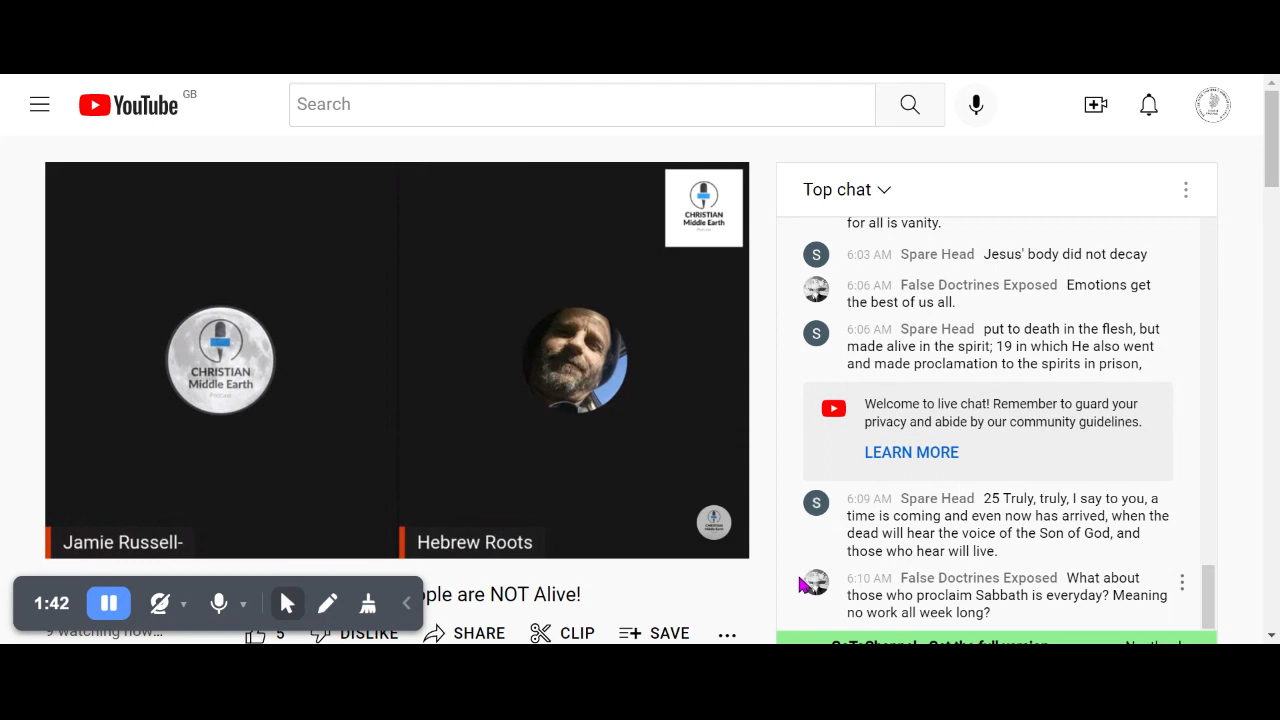 YouTube GB
Search
CHRISTIAN
Middle Earth
Podcast
CHRISTIAN
Middle Earth
Podcast
Jamie Russell-
Hebrew Roots
1:42
ople are NOT Alive!
9 watching now...
5
DISLIKE
SHARE
CLIP
SAVE
Top chat
for all is vanity.
S 6:03 AM Spare Head Jesus' body did not decay
6:06 AM False Doctrines Exposed Emotions get
the best of us all.
S 6:06 AM Spare Head put to death in the flesh, but
made alive in the spirit; 19 in which He also went
and made proclamation to the spirits in prison,
Welcome to live chat! Remember to guard your
privacy and abide by our community guidelines.
LEARN MORE
S 6:09 AM Spare Head 25 Truly, truly, I say to you, a
time is coming and even now has arrived, when the
dead will hear the voice of the Son of God, and
those who hear will live.
6:10 AM False Doctrines Exposed What about
those who proclaim Sabbath is everyday? Meaning
no work all week long?